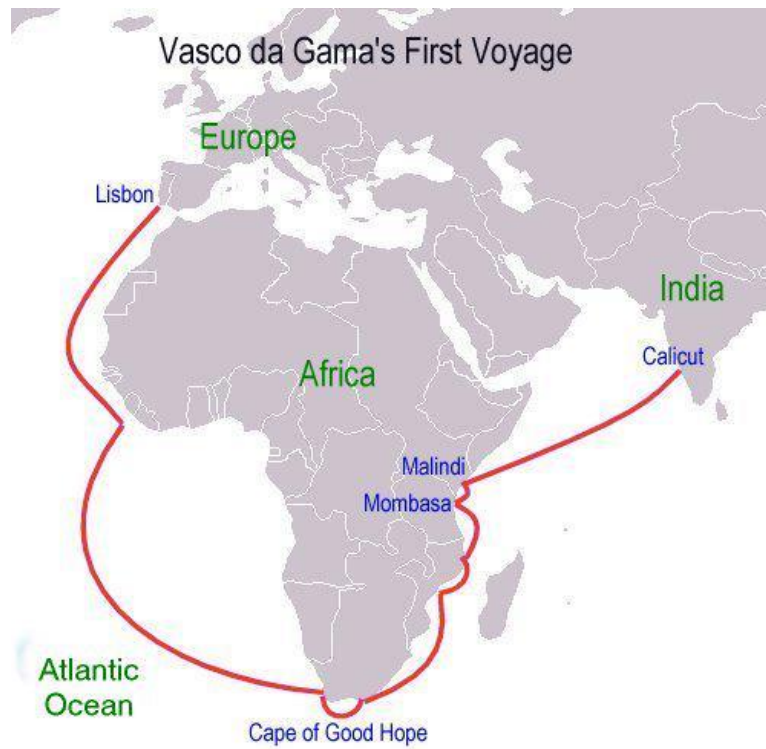 Vasco da Gama's First Voyage
Europe
Lisbon
India
Calicut
Africa
Malindi
Mombasa
Atlantic
Ocean
Cape of Good Hope